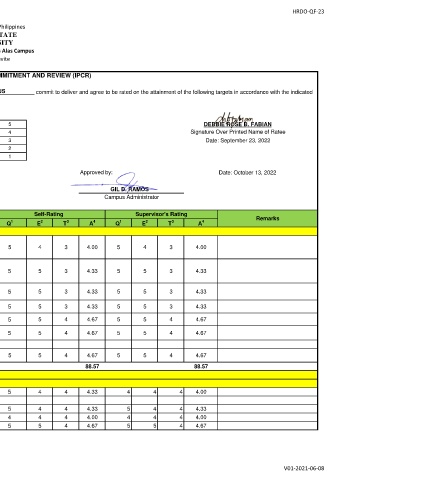 HRDO-QF-23
Philippines
TATE
SITY
Alas Campus
vite
MMITMENT AND REVIEW (IPCR)
US commit to deliver and agree to be rated on the attainment of the following targets in accordance with the indicated
5
4
3
2
1
DEBBIE ROSE B. FABIAN
Signature Over Printed Name of Ratee
Date: September 23, 2022
Approved by:
Date: October 13, 2022
GIL D. RAMOS
Campus Administrator
Self-Rating Supervisor's Rating Remarks
Q¹ E² T³ A⁴ Q¹ E² T³ A⁴
5 4 3 4.00 5 4 3 4.00
5 5 3 4.33 5 5 3 4.33
5 5 3 4.33 5 5 3 4.33
5 5 3 4.33 5 5 3 4.33
5 5 4 4.67 5 5 4 4.67
5 5 4 4.67 5 5 4 4.67
5 5 4 4.67 5 5 4 4.67
88.57 88.57
5 4 4 4.33 4 4 4 4.00
5 4 4 4.33 5 4 4 4.33
4 4 4 4.00 4 4 4 4.00
5 5 4 4.67 5 5 4 4.67
V01-2021-06-08